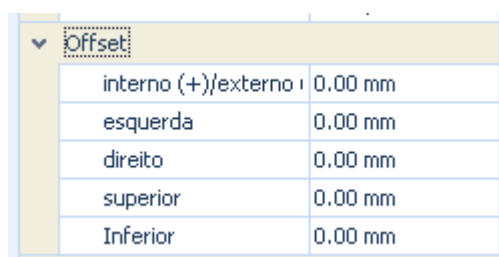 Offset
interno (+)/externo 0.00 mm
esquerda 0.00 mm
direito 0.00 mm
superior 0.00 mm
Inferior 0.00 mm